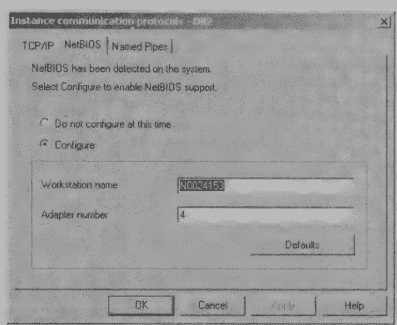 Instance communication protocols - DB2
TCP/IP NetBIOS Named Pipes
NetBIOS has been detected on the system.
Select Configure to enable NetBIOS support.
Do not configure at this time
Configure
Workstation name N0024153
Adapter number 4
Defaults
OK Cancel Apply Help